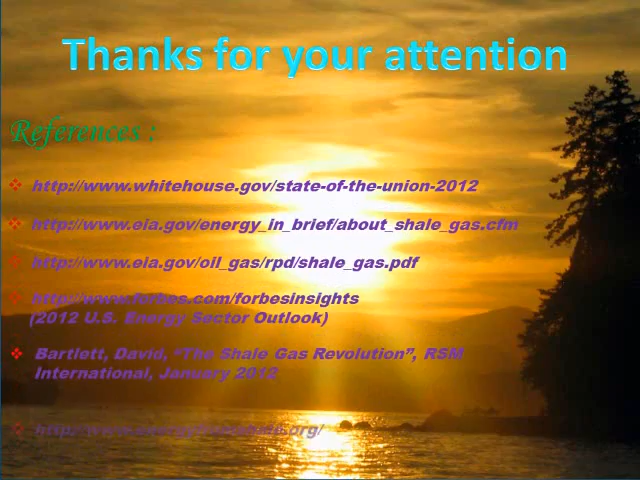 Thanks for your attention
References :
http://www.whitehouse.gov/state-of-the-union-2012
http://www.eia.gov/energy_in_brief/about_shale_gas.cfm
http://www.eia.gov/oil_gas/rpd/shale_gas.pdf
http://www.forbes.com/forbesinsights
(2012 U.S. Energy Sector Outlook)
Bartlett, David, “The Shale Gas Revolution”, RSM
International, January 2012